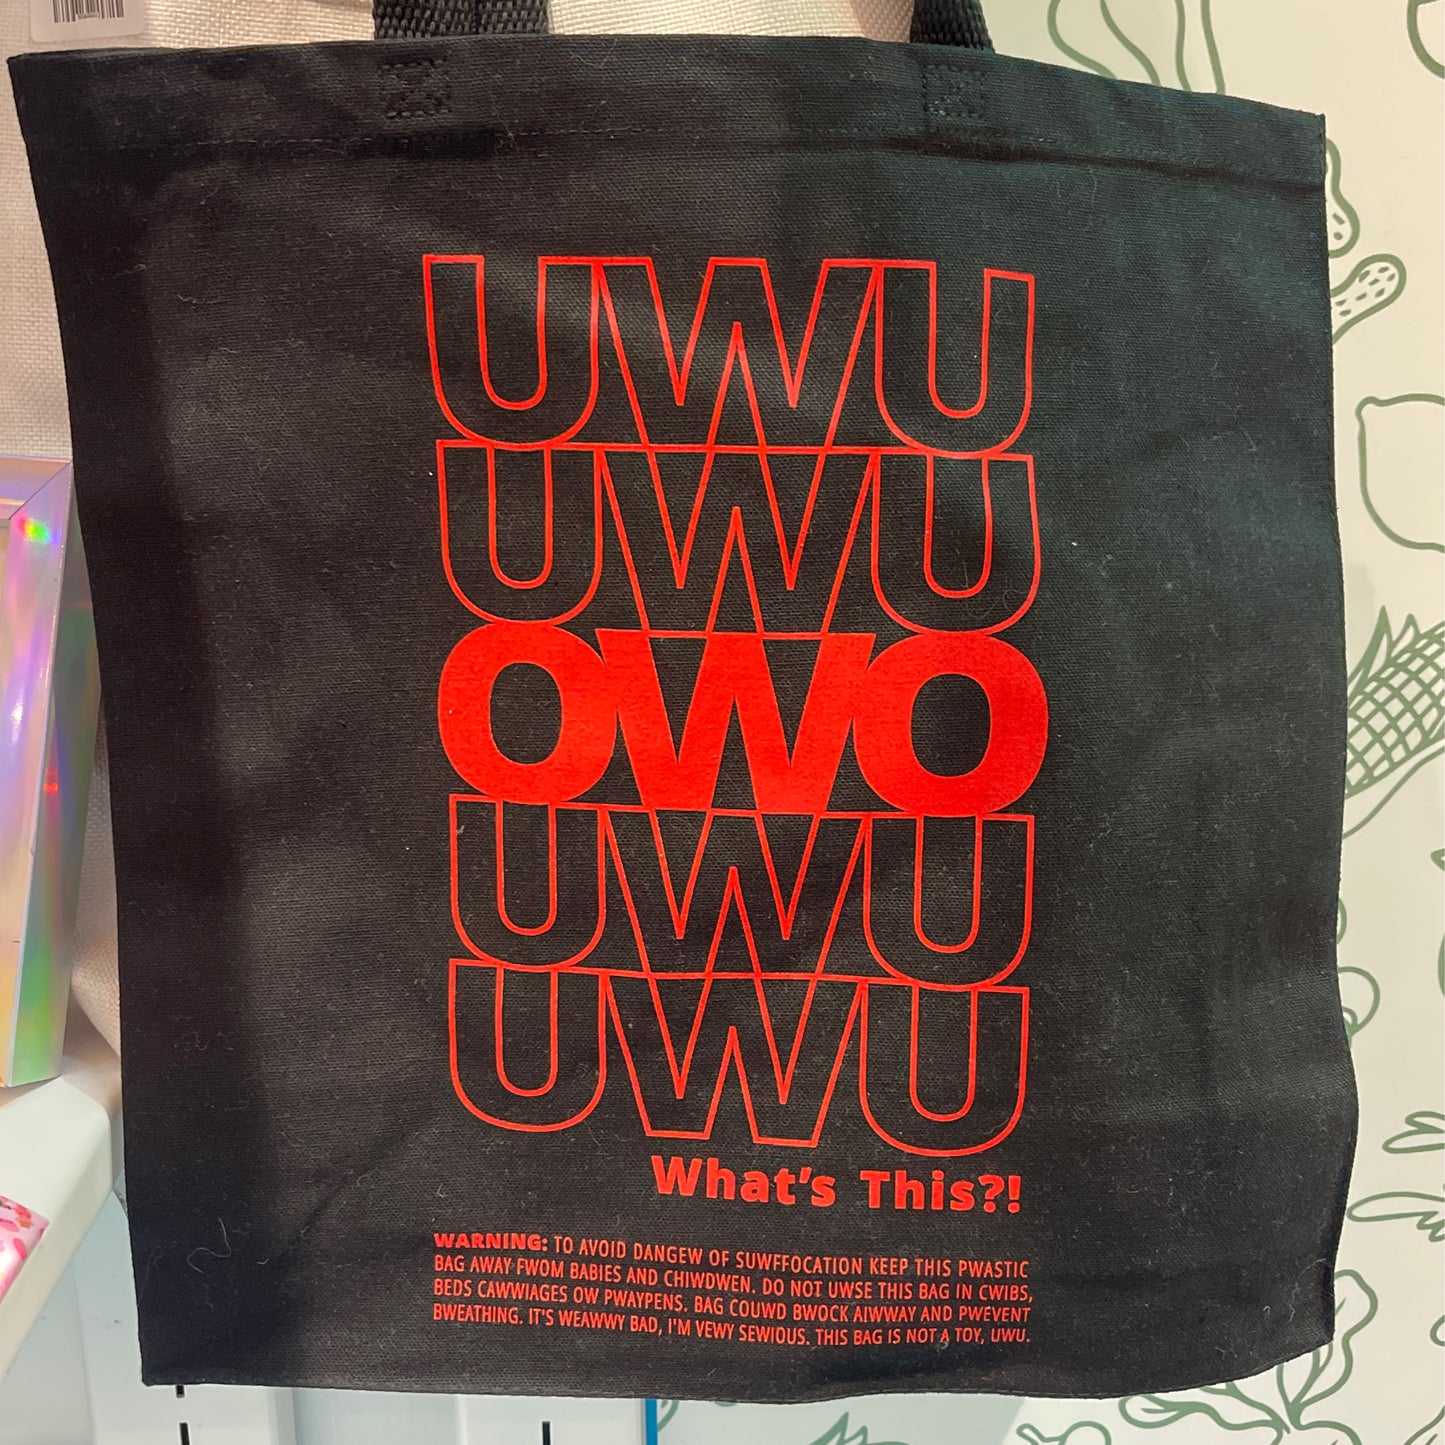 UWU
UWU
OWO
UWU
UWU
What's This?!
WARNING: TO AVOID DANGEW OF SUWFFOCATION KEEP THIS PWASTIC
BAG AWAY FWOM BABIES AND CHIWDWEN. DO NOT UWSE THIS BAG IN CWIBS,
BEDS CAWWIAGES OW PWAYPENS. BAG COUWD BWOCK AIWWAY AND PWEVENT
BWEATHING. IT'S WEAWWY BAD, I'M VEWY SEWIOUS. THIS BAG IS NOT A TOY, UWU.